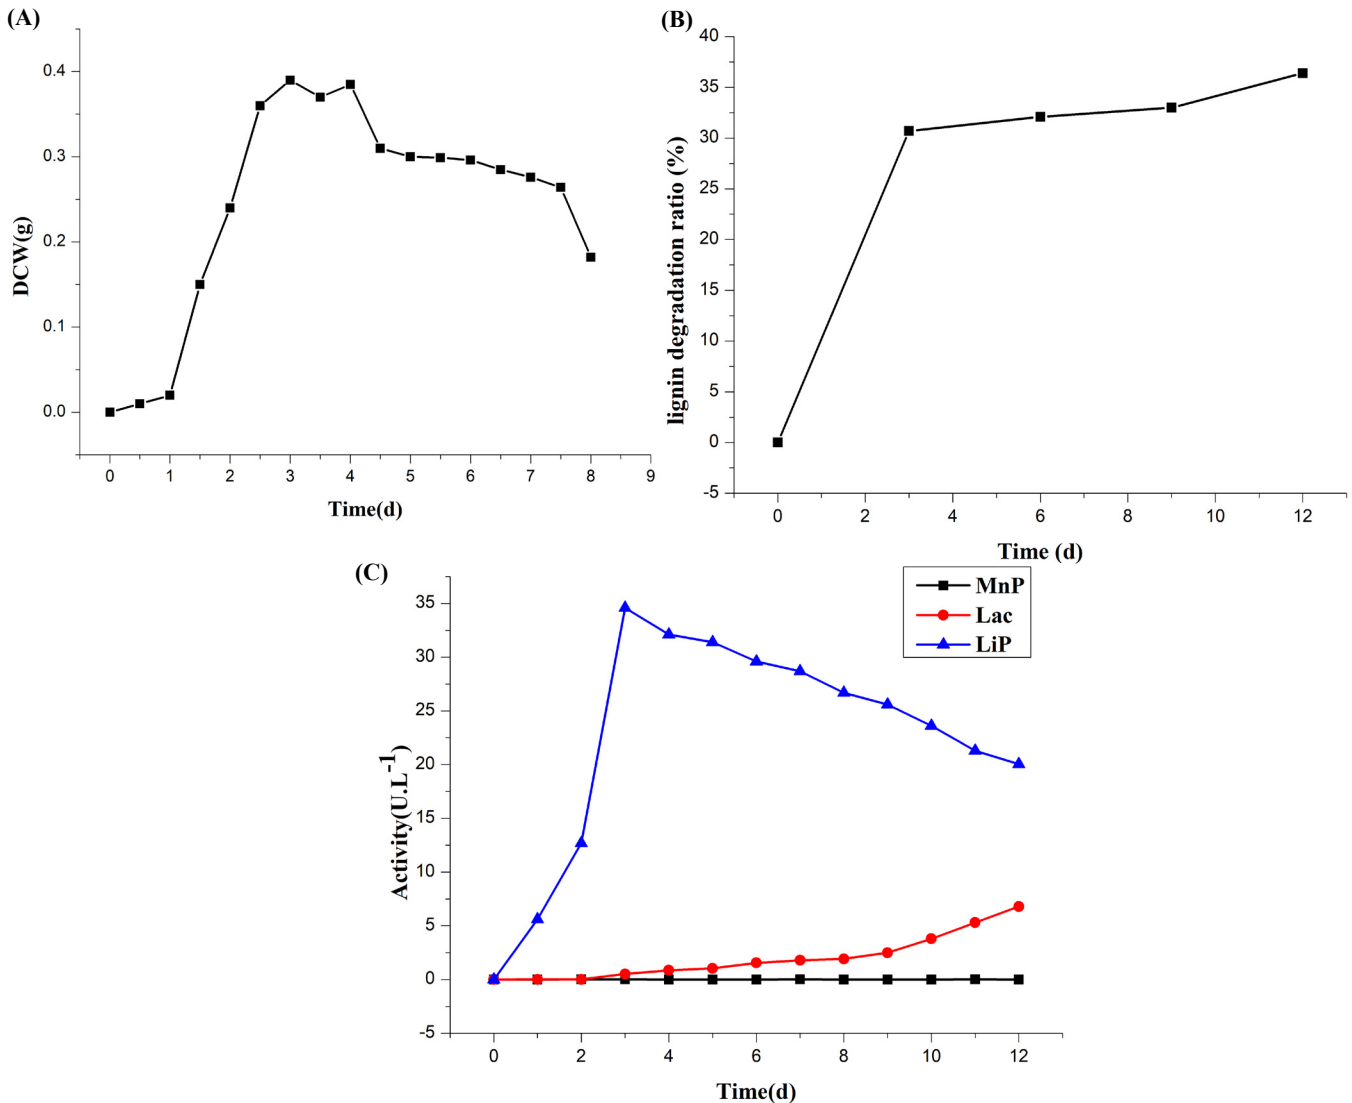 (A)
0.4
0.3
0.2
0.1
0.0
DCW(g)
0 1 2 3 4 5 6 7 8 9
Time(d)
(B)
40
35
30
25
20
15
10
5
0
-5
lignin degradation ratio (%)
0 2 4 6 8 10 12
Time (d)
(C)
MnP
Lac
LiP
35
30
25
20
15
10
5
0
-5
Activity(U.L-1)
0 2 4 6 8 10 12
Time(d)